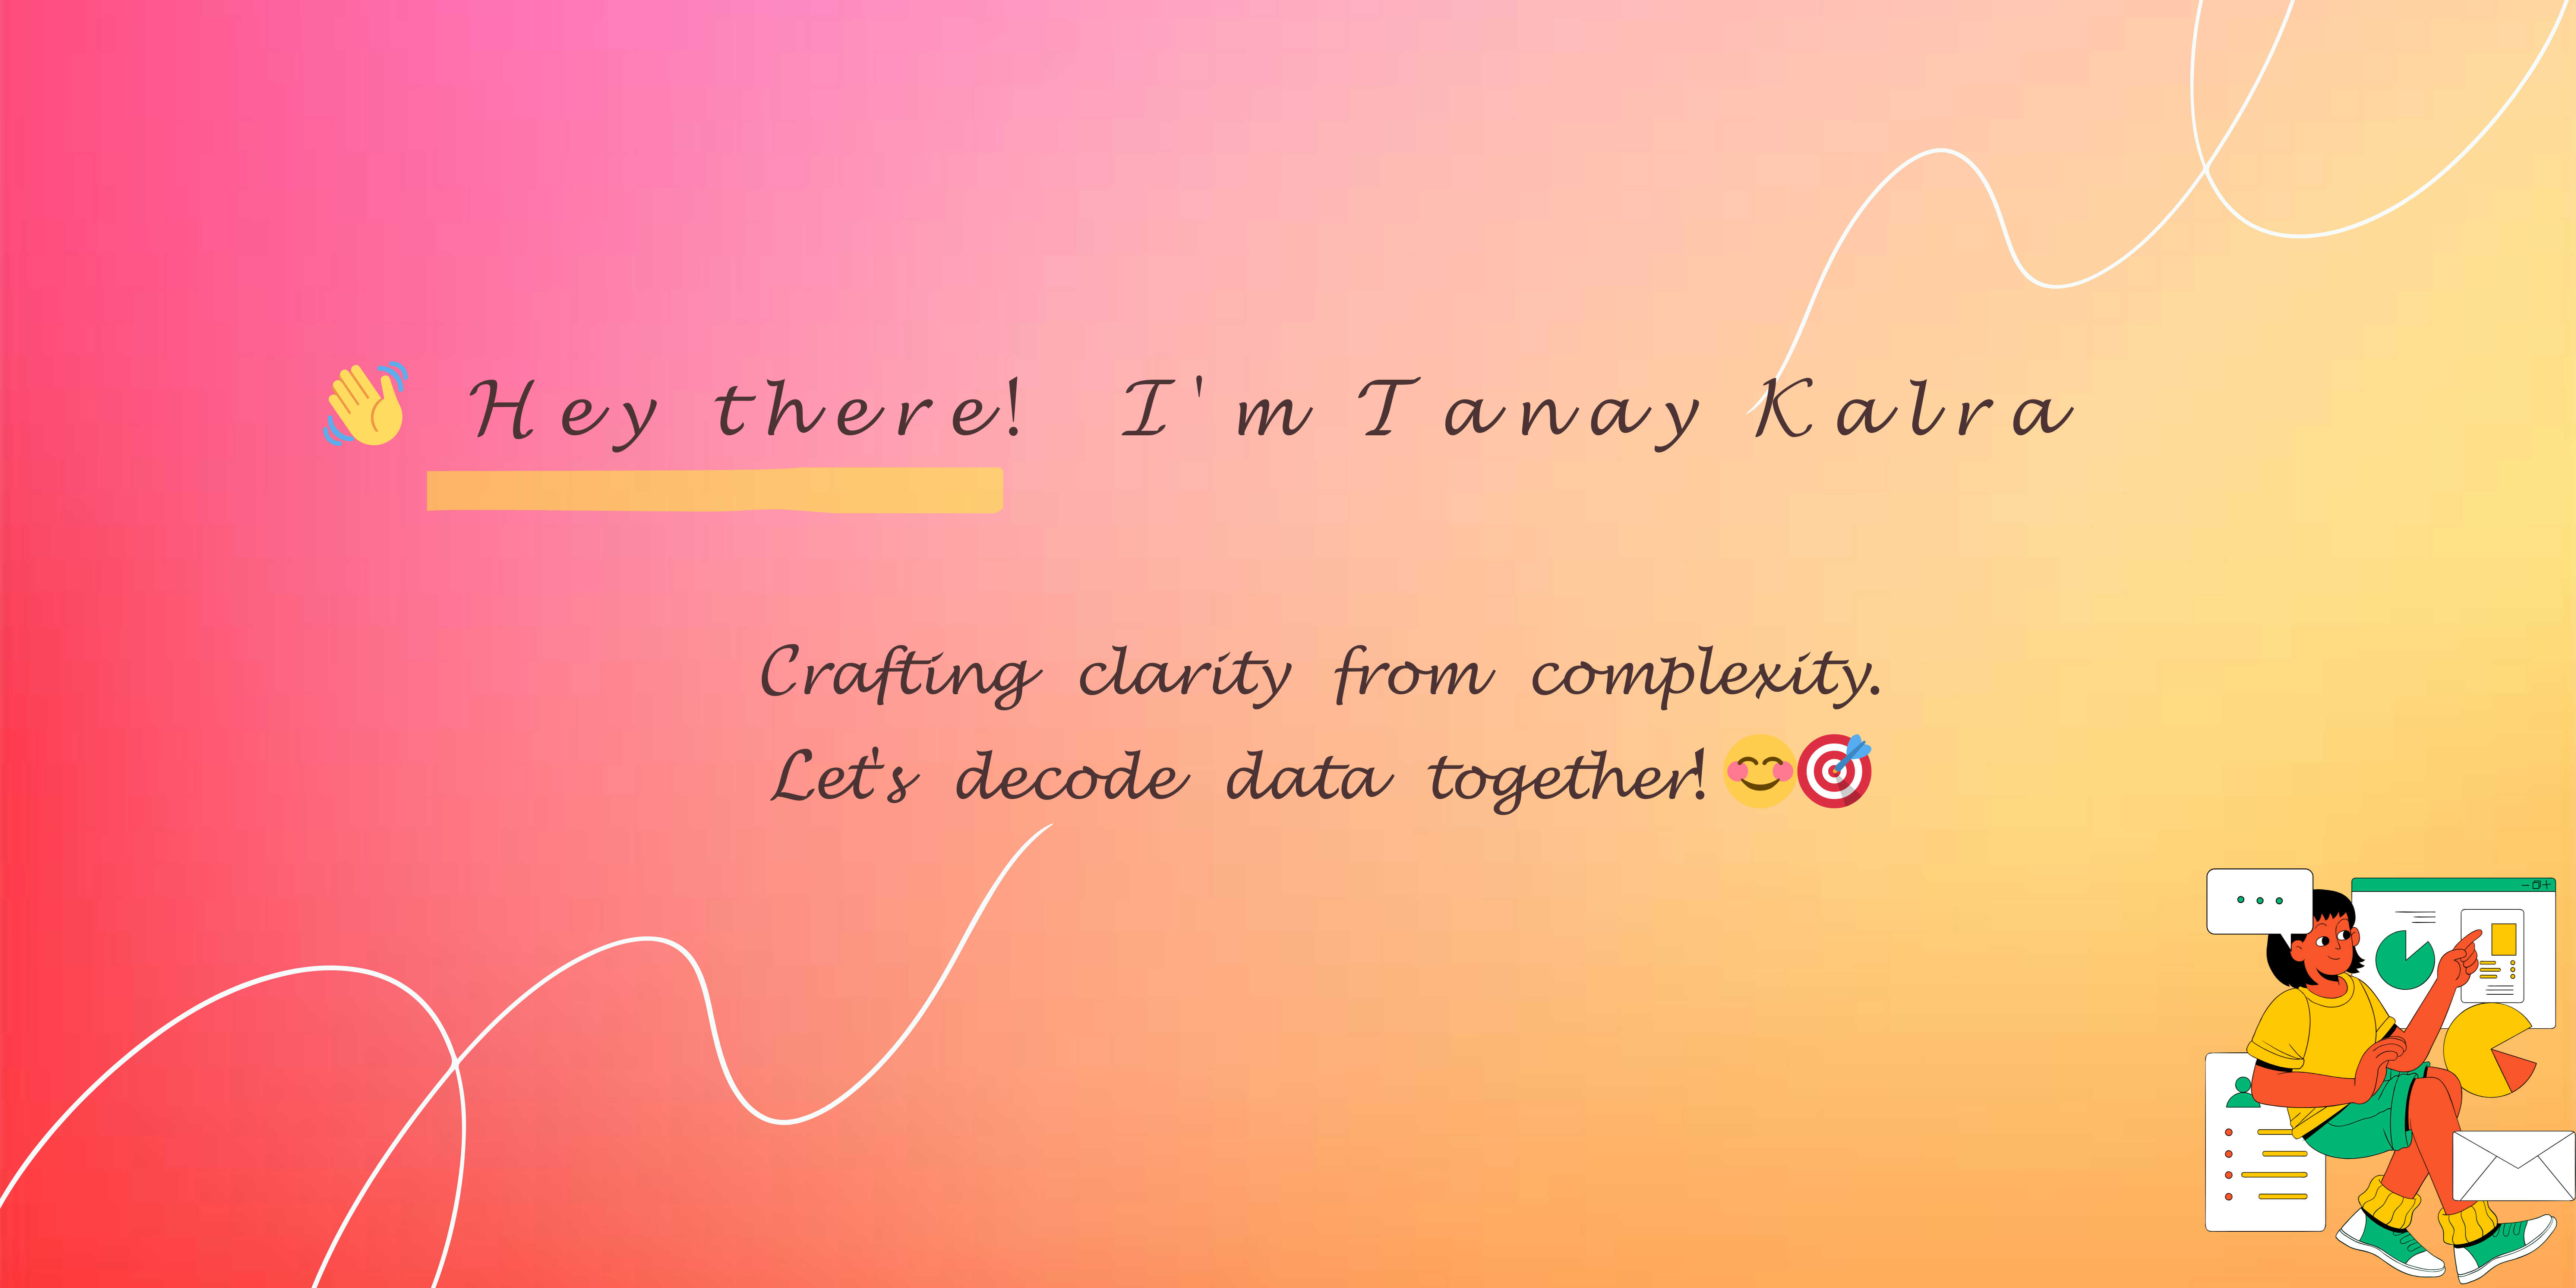 👋 Hey there! I'm Tanay Kalra
Crafting clarity from complexity.
Let's decode data together!😊🎯